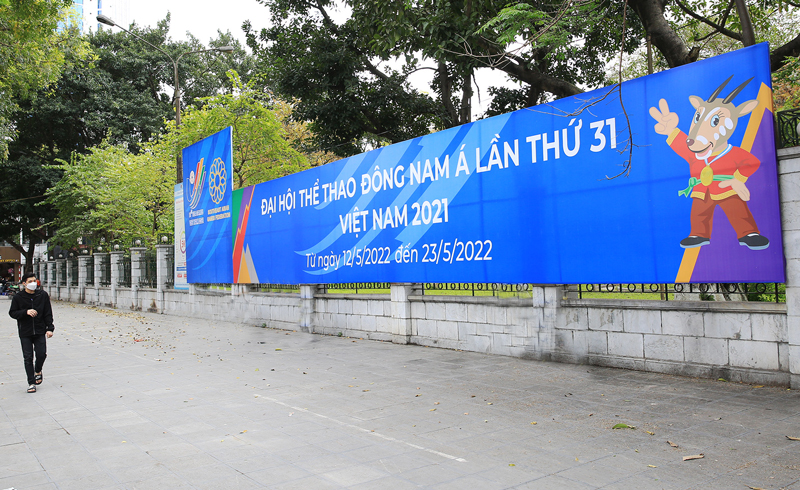 ĐẠI HỘI THỂ THAO ĐÔNG NAM Á LẦN THỨ 31
VIỆT NAM 2021
Từ ngày 12/5/2022 đến 23/5/2022